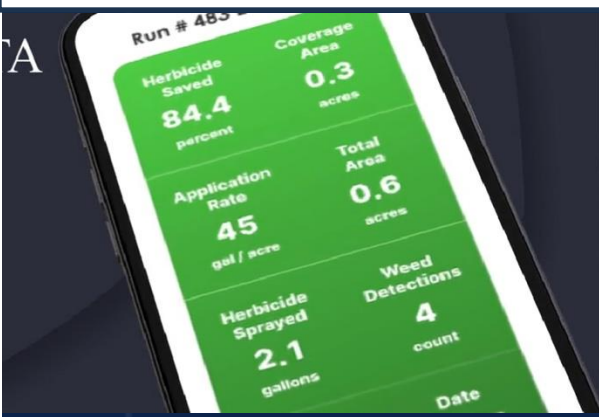 TA
Run # 483
Herbicide
Saved
84.4
percent
Coverage
Area
0.3
acres
Application
Rate
45
gal / acre
Total
Area
0.6
acres
Herbicide
Sprayed
2.1
gallons
Weed
Detections
4
count
Date